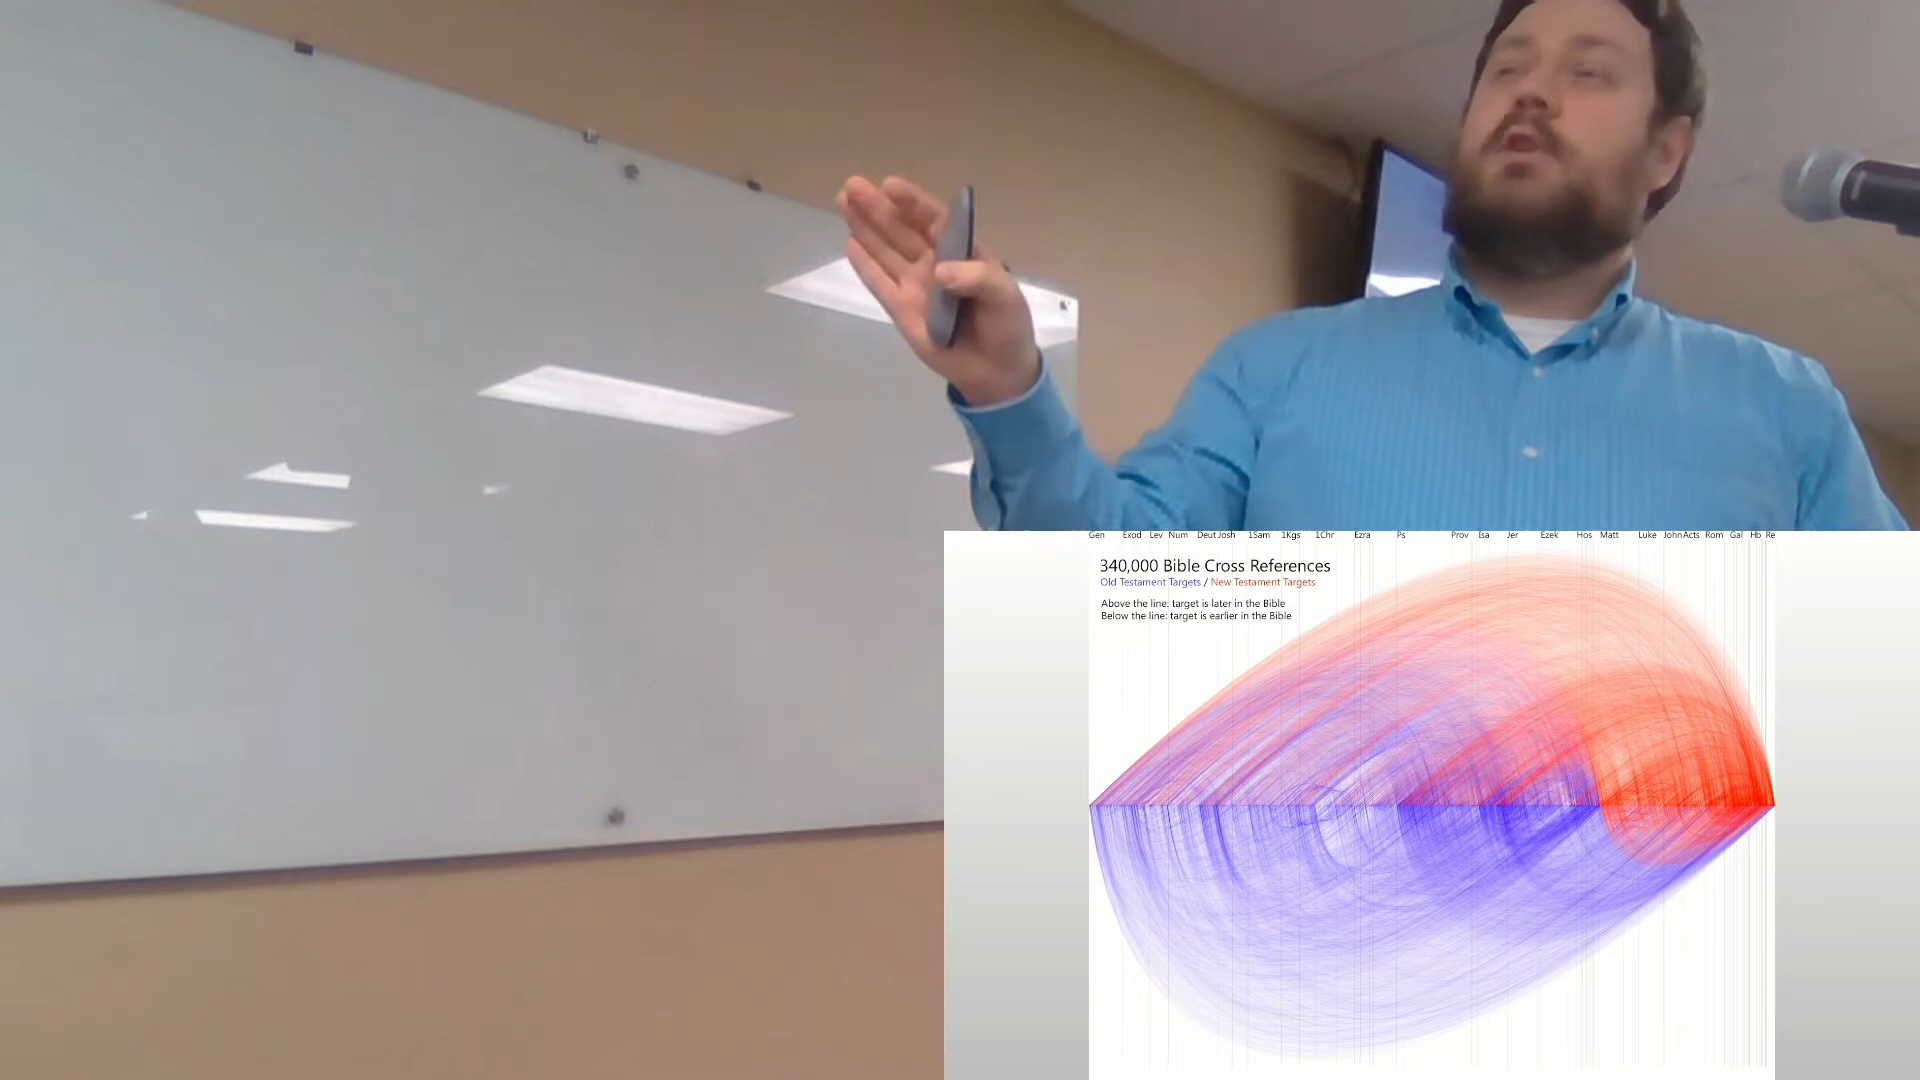 Gen Exod Lev Num Deut Josh 1Sam 1Kgs 1Chr Ezra Ps Prov Isa Jer Ezek Hos Matt Luke John Acts Rom Gal Hb Re
340,000 Bible Cross References
Old Testament Targets / New Testament Targets
Above the line: target is later in the Bible
Below the line: target is earlier in the Bible